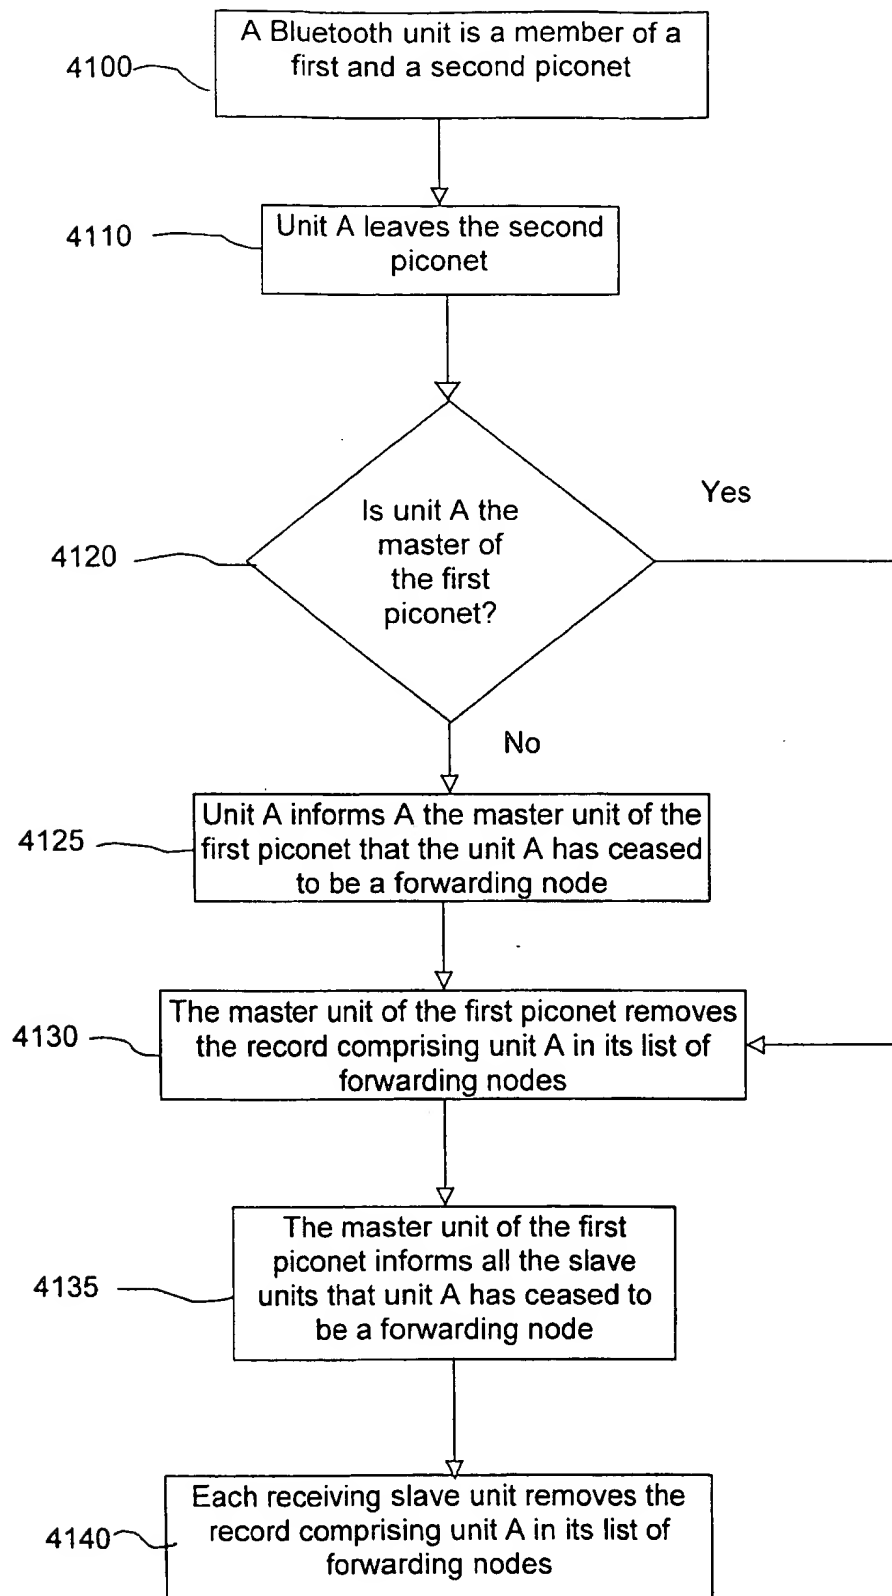 A Bluetooth unit is a member of a
first and a second piconet
4100
Unit A leaves the second
piconet
4110
Yes
Is unit A the
master of
the first
piconet?
4120
No
Unit A informs A the master unit of the
first piconet that the unit A has ceased
to be a forwarding node
4125
The master unit of the first piconet removes
the record comprising unit A in its list of
forwarding nodes
4130
The master unit of the first
piconet informs all the slave
units that unit A has ceased to
be a forwarding node
4135
Each receiving slave unit removes the
record comprising unit A in its list of
forwarding nodes
4140